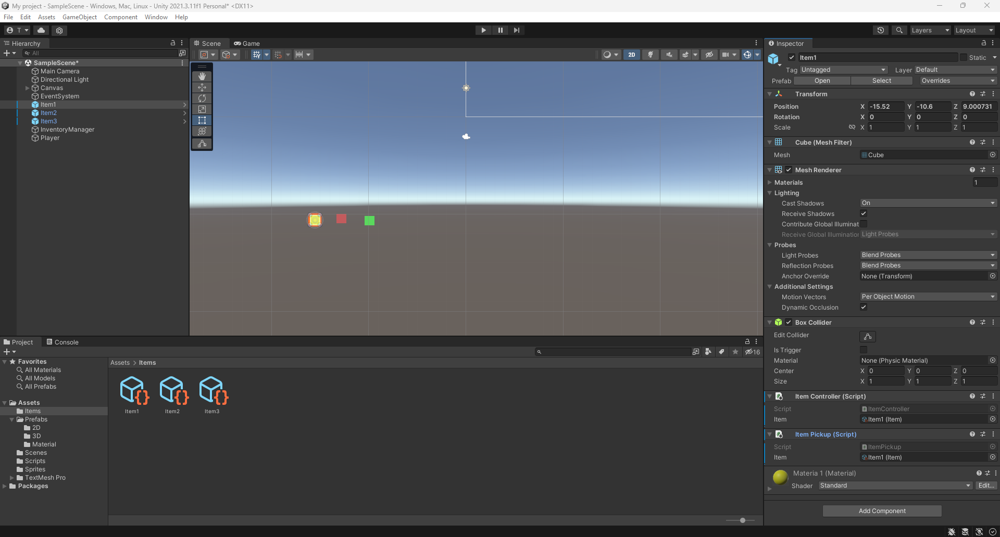 My project - SampleScene - Windows, Mac, Linux - Unity 2021.3.11f1 Personal* <DX11>
File Edit Assets GameObject Component Window Help
T
Layers Layout
Hierarchy
All
SampleScene*
Main Camera
Directional Light
Canvas
EventSystem
Item1
Item2
Item3
InventoryManager
Player
Scene Game
2D
Project Console
16
Favorites
All Materials
All Models
All Prefabs
Assets
Items
Prefabs
2D
3D
Material
Scenes
Scripts
Sprites
TextMesh Pro
Packages
Assets > Items
Item1 Item2 Item3
Inspector
Item1 Static
Tag Untagged Layer Default
Prefab Open Select Overrides
Transform
Position X -15.52 Y -10.6 Z 9.000731
Rotation X 0 Y 0 Z 0
Scale X 1 Y 1 Z 1
Cube (Mesh Filter)
Mesh Cube
Mesh Renderer
Materials 1
Lighting
Cast Shadows On
Receive Shadows
Contribute Global Illuminat
Receive Global Illumination Light Probes
Probes
Light Probes Blend Probes
Reflection Probes Blend Probes
Anchor Override None (Transform)
Additional Settings
Motion Vectors Per Object Motion
Dynamic Occlusion
Box Collider
Edit Collider
Is Trigger
Material None (Physic Material)
Center X 0 Y 0 Z 0
Size X 1 Y 1 Z 1
Item Controller (Script)
Script ItemController
Item Item1 (Item)
Item Pickup (Script)
Script ItemPickup
Item Item1 (Item)
Materia 1 (Material)
Shader Standard Edit...
Add Component